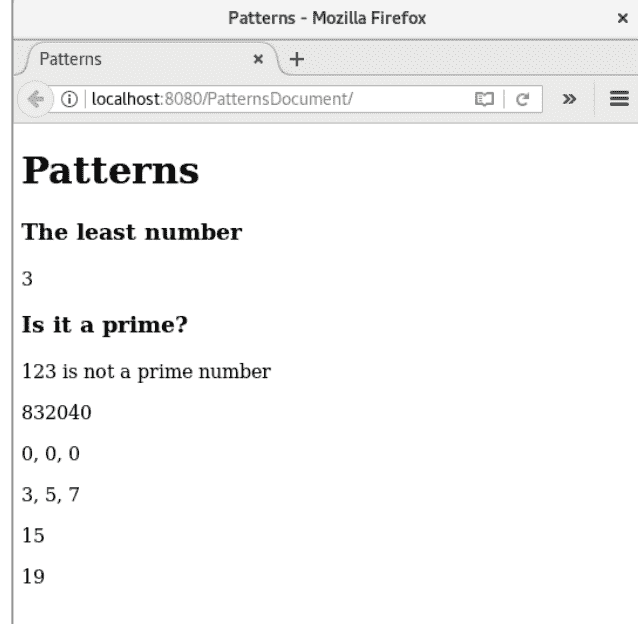 Patterns - Mozilla Firefox
Patterns
localhost:8080/PatternsDocument/
Patterns
The least number
3
Is it a prime?
123 is not a prime number
832040
0, 0, 0
3, 5, 7
15
19